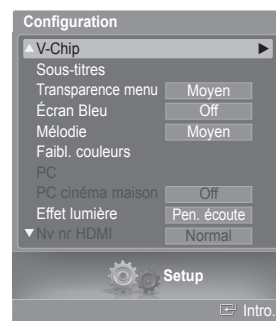 Configuration
V-Chip
Sous-titres
Transparence menu Moyen
Écran Bleu Off
Mélodie Moyen
Faibl. couleurs
PC
PC cinéma maison Off
Effet lumière Pen. écoute
Nv nr HDMI Normal
Setup
Intro.